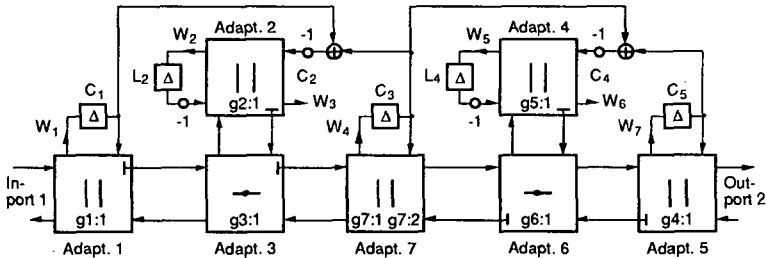 Adapt. 2
Adapt. 4
-1
-1
W2
W5
L2
Δ
C2
L4
Δ
C4
C1
Δ
g2:1
W3
C3
Δ
g5:1
W6
C5
Δ
-1
-1
W1
W4
W7
In-
port 1
Out-
port 2
g1:1
g3:1
g7:1 g7:2
g6:1
g4:1
Adapt. 1
Adapt. 3
Adapt. 7
Adapt. 6
Adapt. 5